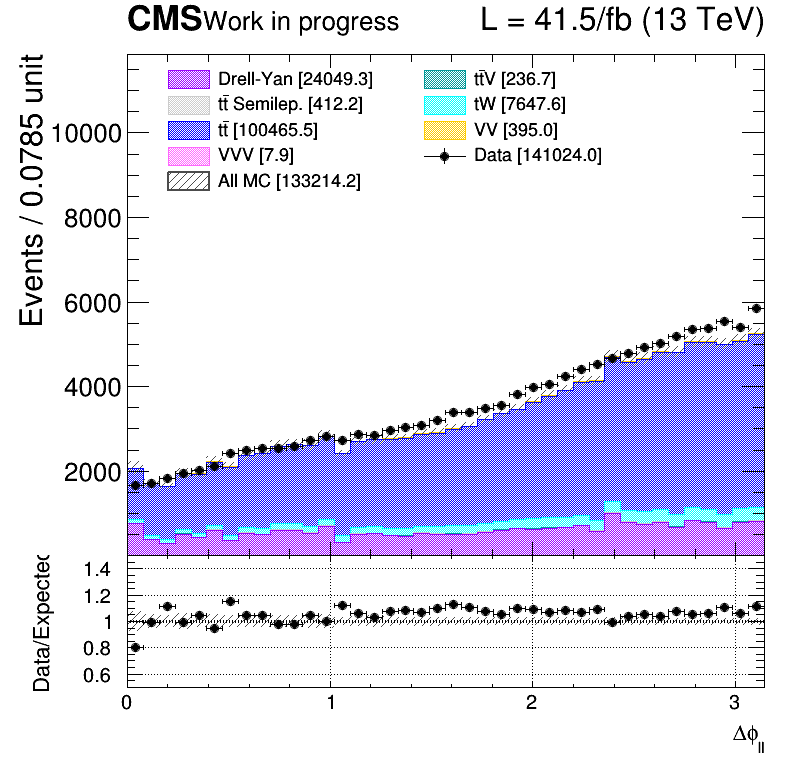 CMS Work in progress L = 41.5/fb (13 TeV)
Drell-Yan [24049.3]
tt̄ Semilep. [412.2]
tt̄ [100465.5]
VVV [7.9]
All MC [133214.2]
tt̄V [236.7]
tW [7647.6]
VV [395.0]
Data [141024.0]
Events / 0.0785 unit
10000
8000
6000
4000
2000
Data/Expected
1.4
1.2
1
0.8
0.6
0 1 2 3
Δϕ_ll